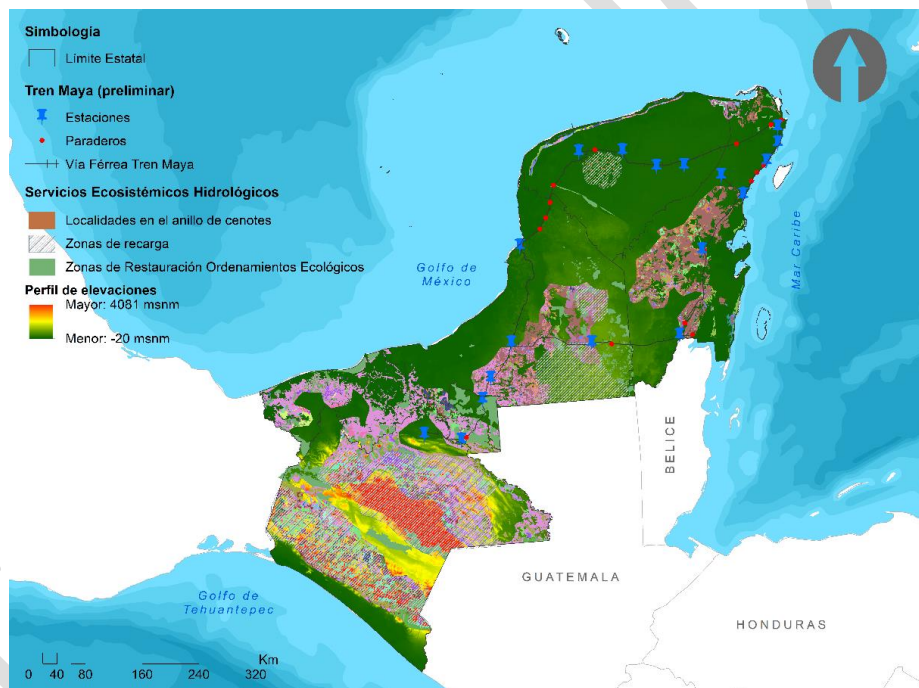 Simbología
Límite Estatal
Tren Maya (preliminar)
Estaciones
Paraderos
Vía Férrea Tren Maya
Servicios Ecosistémicos Hidrológicos
Localidades en el anillo de cenotes
Zonas de recarga
Zonas de Restauración Ordenamientos Ecológicos
Perfil de elevaciones
Mayor: 4081 msnm
Menor: -20 msnm
Golfo de
México
Mar Caribe
BELICE
GUATEMALA
HONDURAS
Golfo de
Tehuantepec
Km
0 40 80 160 240 320